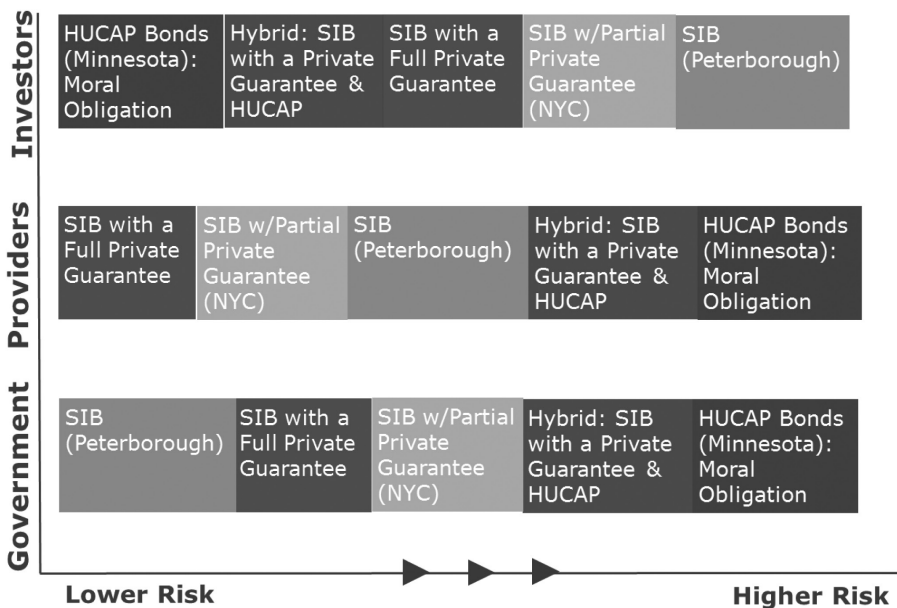 Investors
HUCAP Bonds
(Minnesota):
Moral
Obligation
Hybrid: SIB
with a Private
Guarantee &
HUCAP
SIB with a
Full Private
Guarantee
SIB w/Partial
Private
Guarantee
(NYC)
SIB
(Peterborough)
Providers
SIB with a
Full Private
Guarantee
SIB w/Partial
Private
Guarantee
(NYC)
SIB
(Peterborough)
Hybrid: SIB
with a Private
Guarantee &
HUCAP
HUCAP Bonds
(Minnesota):
Moral
Obligation
Government
SIB
(Peterborough)
SIB with a
Full Private
Guarantee
SIB w/Partial
Private
Guarantee
(NYC)
Hybrid: SIB
with a Private
Guarantee &
HUCAP
HUCAP Bonds
(Minnesota):
Moral
Obligation
Lower Risk
Higher Risk